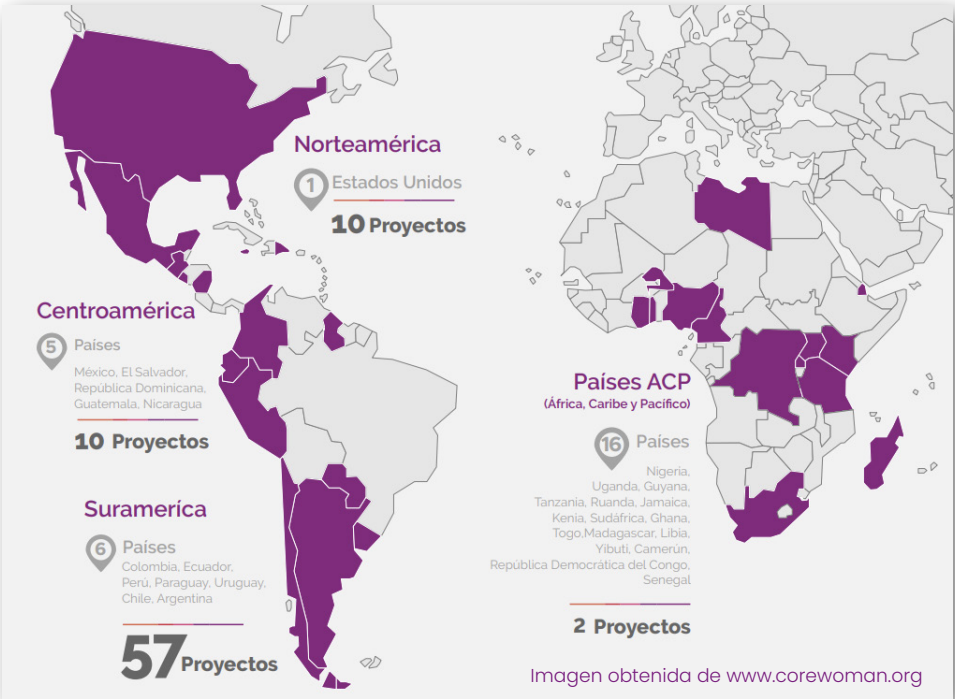 Norteamérica
1 Estados Unidos
10 Proyectos
Centroamérica
5 Países
México, El Salvador,
República Dominicana,
Guatemala, Nicaragua
10 Proyectos
Suramerica
6 Países
Colombia, Ecuador,
Perú, Paraguay, Uruguay,
Chile, Argentina
57 Proyectos
Países ACP
(África, Caribe y Pacífico)
16 Países
Nigeria,
Uganda, Guyana,
Tanzania, Ruanda, Jamaica,
Kenia, Sudáfrica, Ghana,
Togo,Madagascar, Libia,
Yibuti, Camerún,
República Democrática del Congo,
Senegal
2 Proyectos
Imagen obtenida de www.corewoman.org